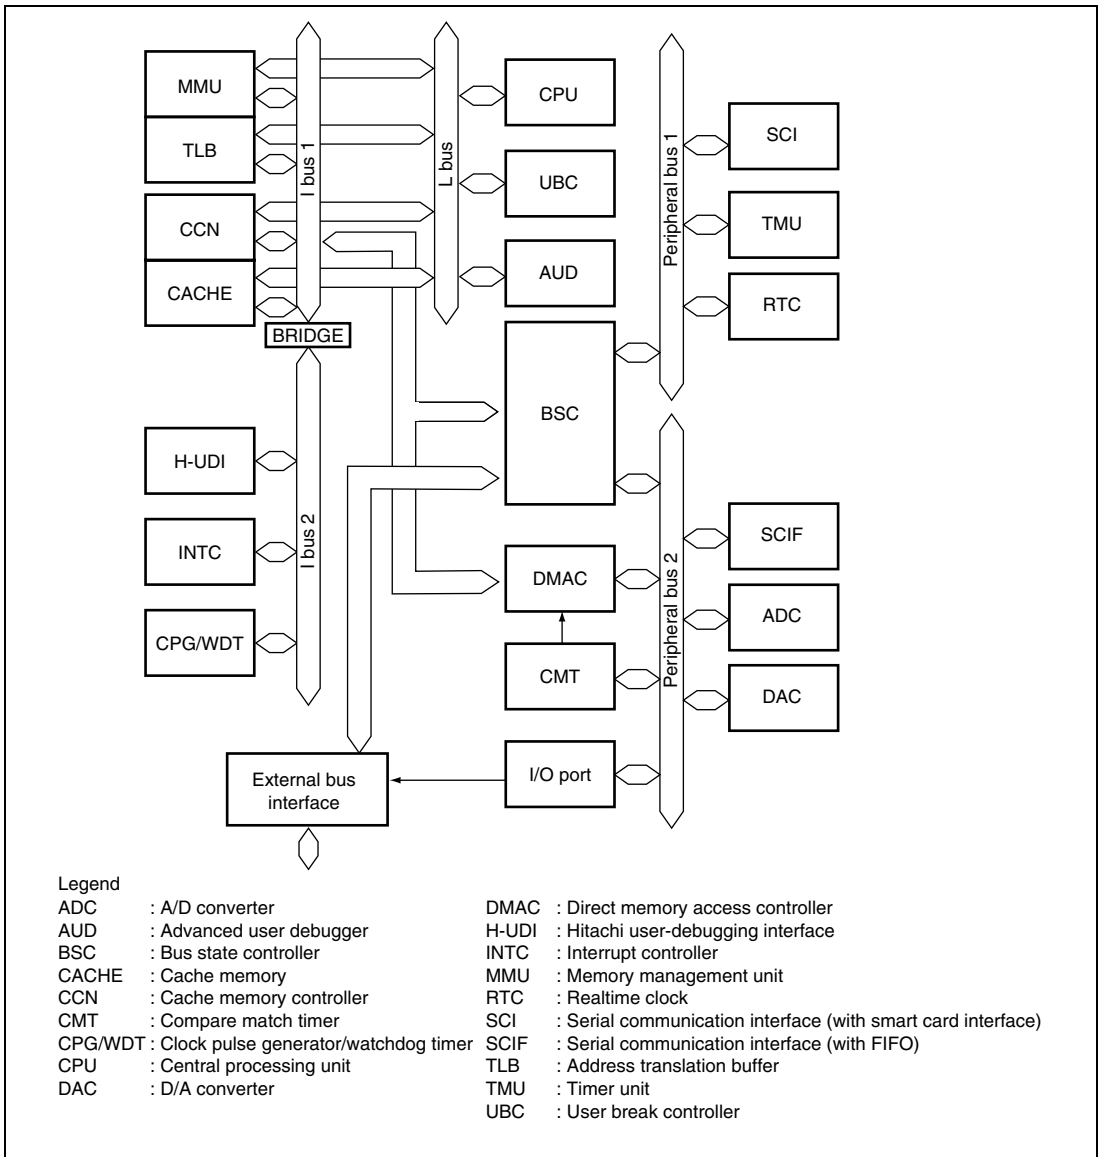 MMU
TLB
CCN
CACHE
I bus 1
BRIDGE
L bus
CPU
UBC
AUD
Peripheral bus 1
SCI
TMU
RTC
BSC
H-UDI
INTC
CPG/WDT
I bus 2
DMAC
CMT
I/O port
Peripheral bus 2
SCIF
ADC
DAC
External bus
interface
Legend
ADC : A/D converter
AUD : Advanced user debugger
BSC : Bus state controller
CACHE : Cache memory
CCN : Cache memory controller
CMT : Compare match timer
CPG/WDT : Clock pulse generator/watchdog timer
CPU : Central processing unit
DAC : D/A converter
DMAC : Direct memory access controller
H-UDI : Hitachi user-debugging interface
INTC : Interrupt controller
MMU : Memory management unit
RTC : Realtime clock
SCI : Serial communication interface (with smart card interface)
SCIF : Serial communication interface (with FIFO)
TLB : Address translation buffer
TMU : Timer unit
UBC : User break controller